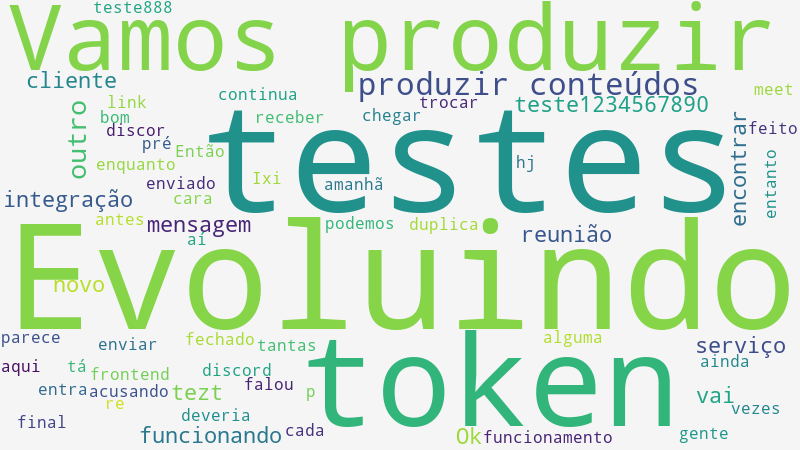 teste888
Vamos produzir
cliente
produzir conteúdos
meet
continua
link
trocar
teste1234567890
outro
bom
receber
chegar
testes
encontrar
feito
discor
pré
Então
enquanto
hj
entanto
enviado
Ixi
amanhã
integração
cara
antes
mensagem
podemos
duplica
reunião
ai
Evoluindo
novo
parece
enviar
fechado
tantas
alguma
serviço
token
aqui
tá
frontend
discord
ainda
entra
acusando
tezt
falou
p
vai
re
vezes
deveria
final
funcionando
cada
Ok
funcionamento
gente